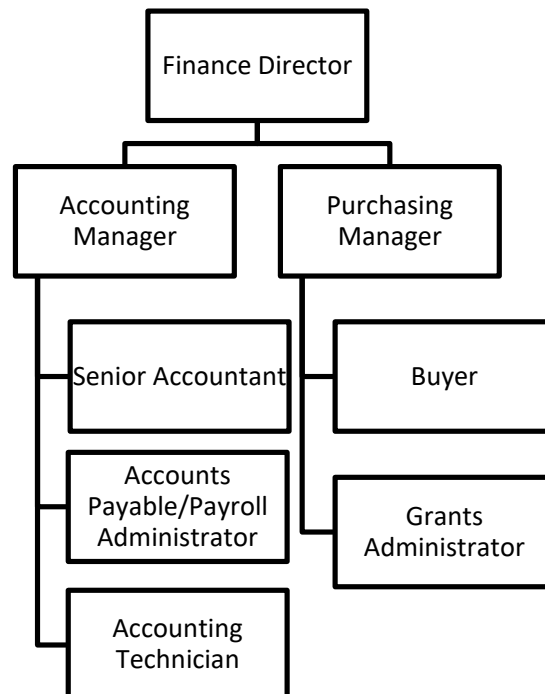 Finance Director
Accounting
Manager
Purchasing
Manager
Senior Accountant
Buyer
Accounts
Payable/Payroll
Administrator
Grants
Administrator
Accounting
Technician